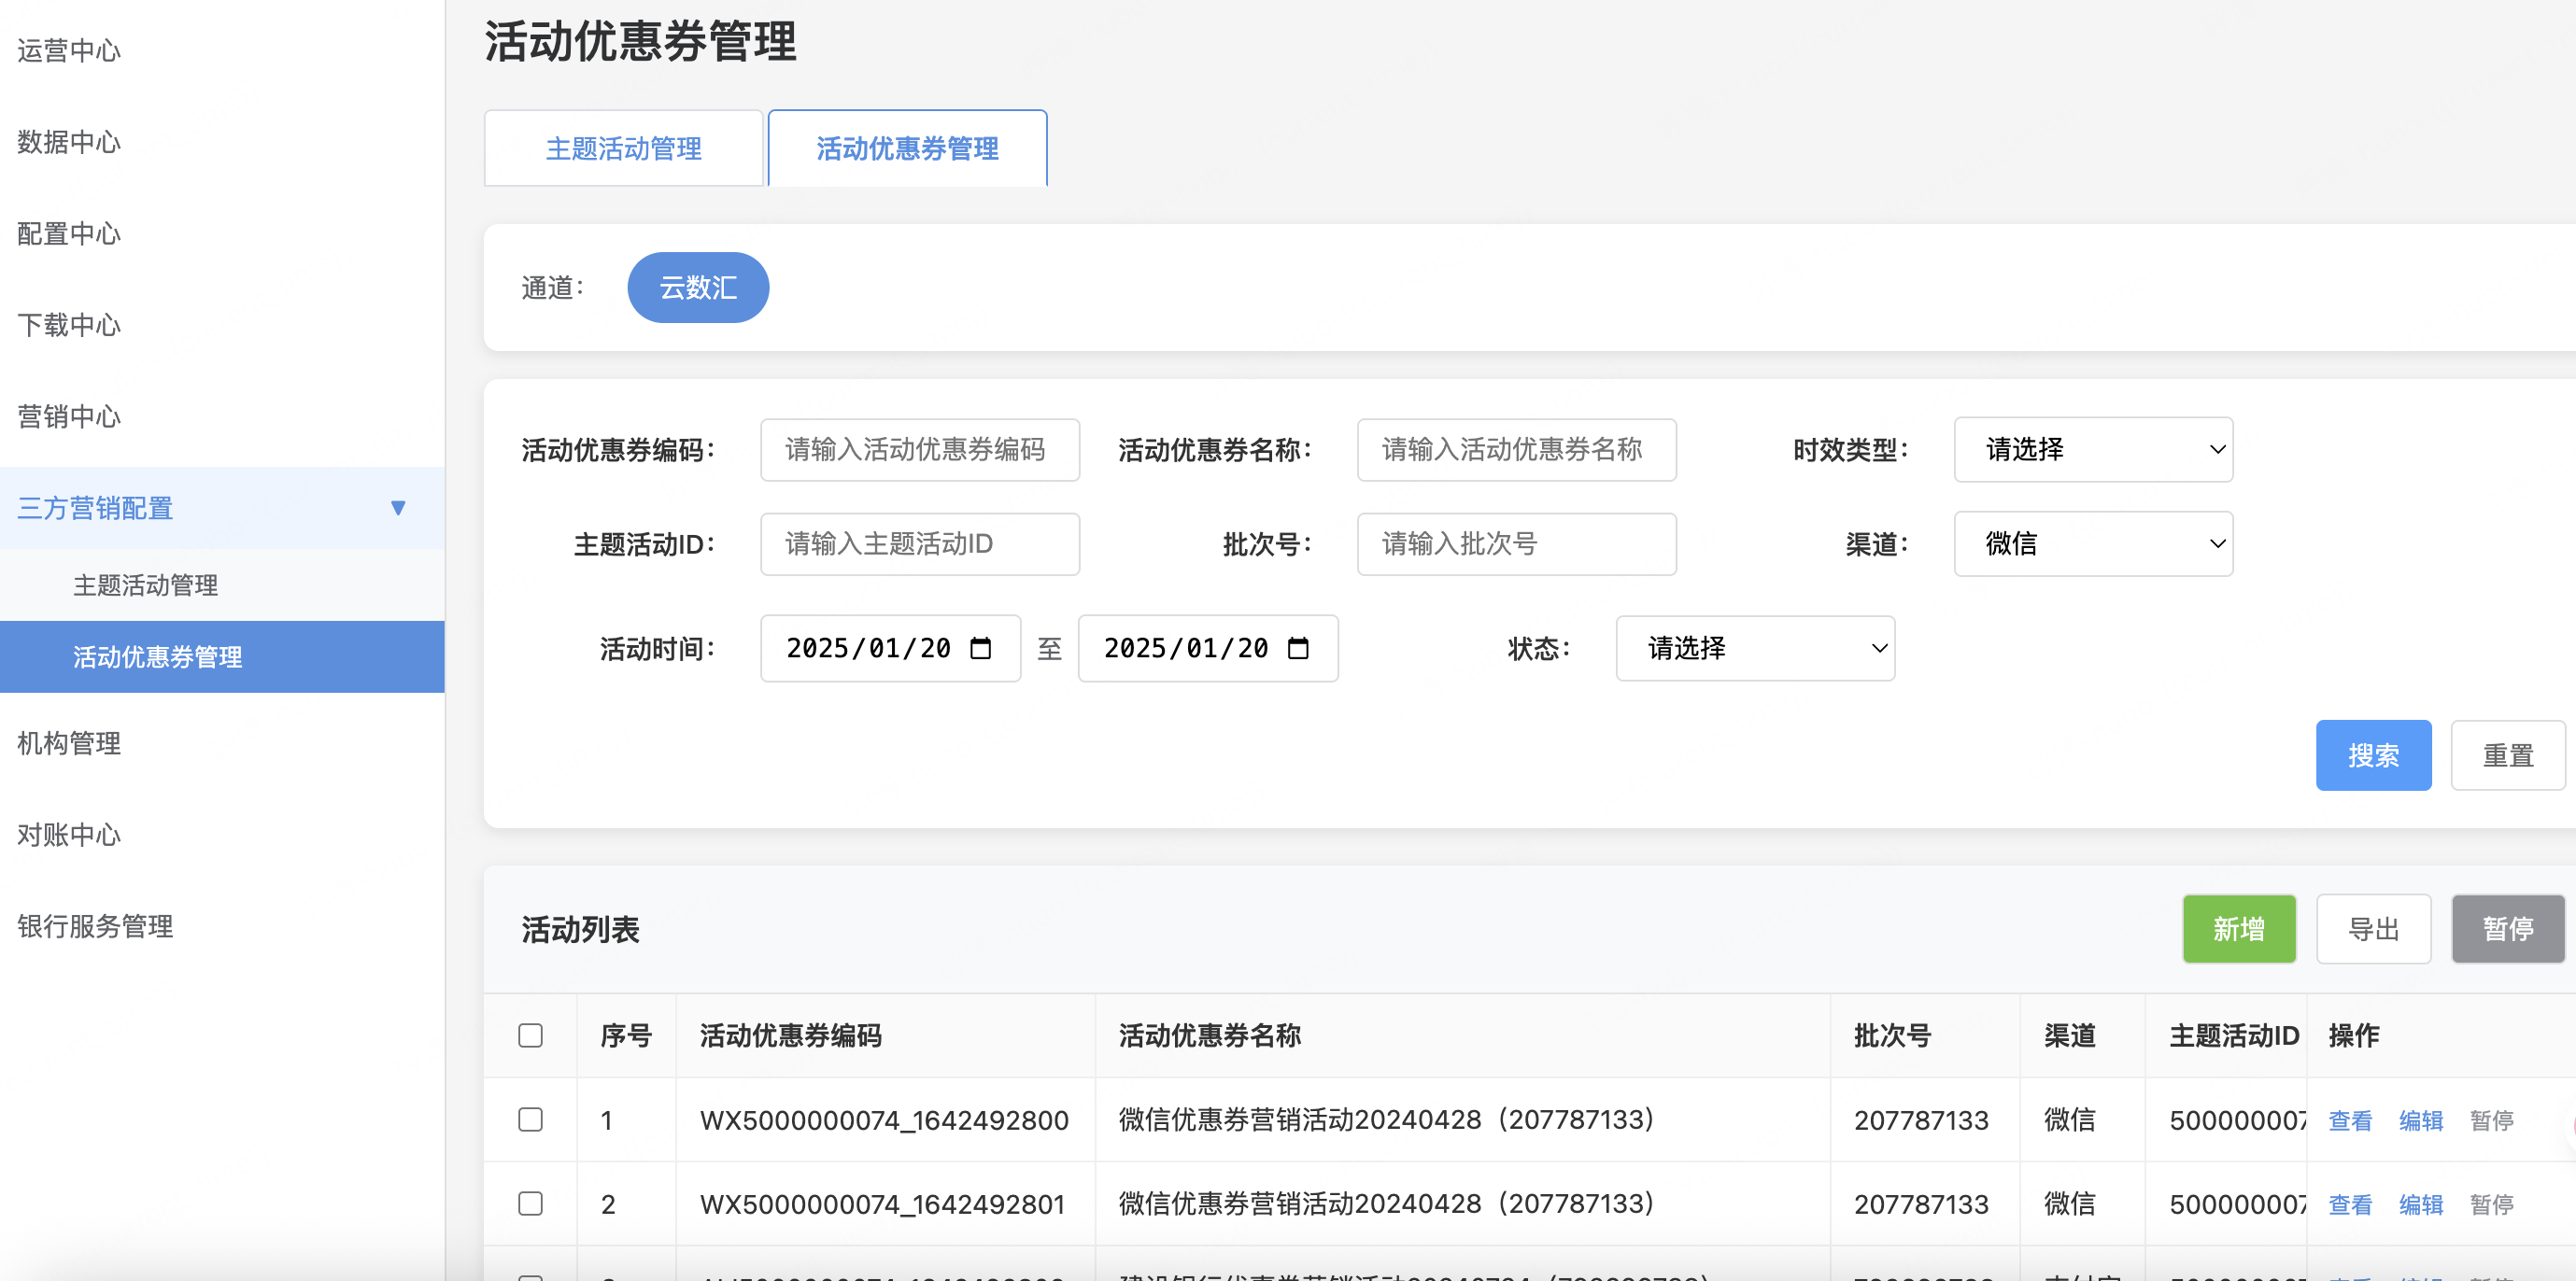 运营中心
数据中心
配置中心
下载中心
营销中心
三方营销配置
主题活动管理
活动优惠券管理
机构管理
对账中心
银行服务管理
活动优惠券管理
主题活动管理 活动优惠券管理
通道： 云数汇
活动优惠券编码： 请输入活动优惠券编码 活动优惠券名称： 请输入活动优惠券名称 时效类型： 请选择
主题活动ID： 请输入主题活动ID 批次号： 请输入批次号 渠道： 微信
活动时间： 2025/01/20 至 2025/01/20 状态： 请选择
搜索 重置
活动列表 新增 导出 暂停
序号 活动优惠券编码 活动优惠券名称 批次号 渠道 主题活动ID 操作
1 WX5000000074_1642492800 微信优惠券营销活动20240428（207787133） 207787133 微信 500000007 查看 编辑 暂停
2 WX5000000074_1642492801 微信优惠券营销活动20240428（207787133） 207787133 微信 500000007 查看 编辑 暂停